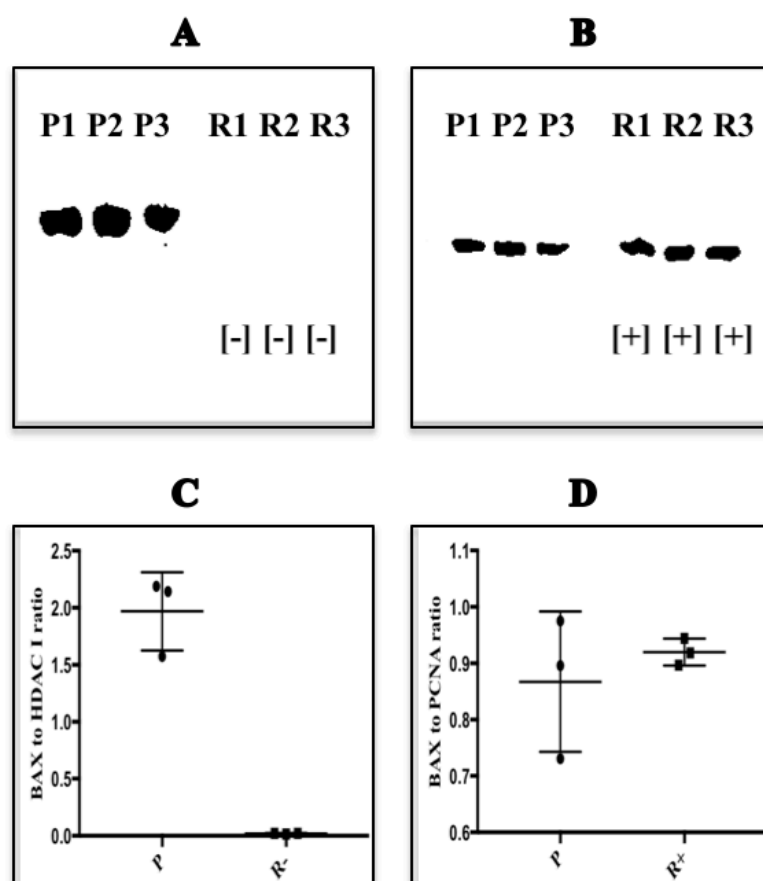 A
P1 P2 P3 R1 R2 R3
[-] [-] [-]
B
P1 P2 P3 R1 R2 R3
[+] [+] [+]
C
BAX to HDAC I ratio
2.5
2.0
1.5
1.0
0.5
0.0
P R-
D
BAX to PCNA ratio
1.1
1.0
0.9
0.8
0.7
0.6
P R+